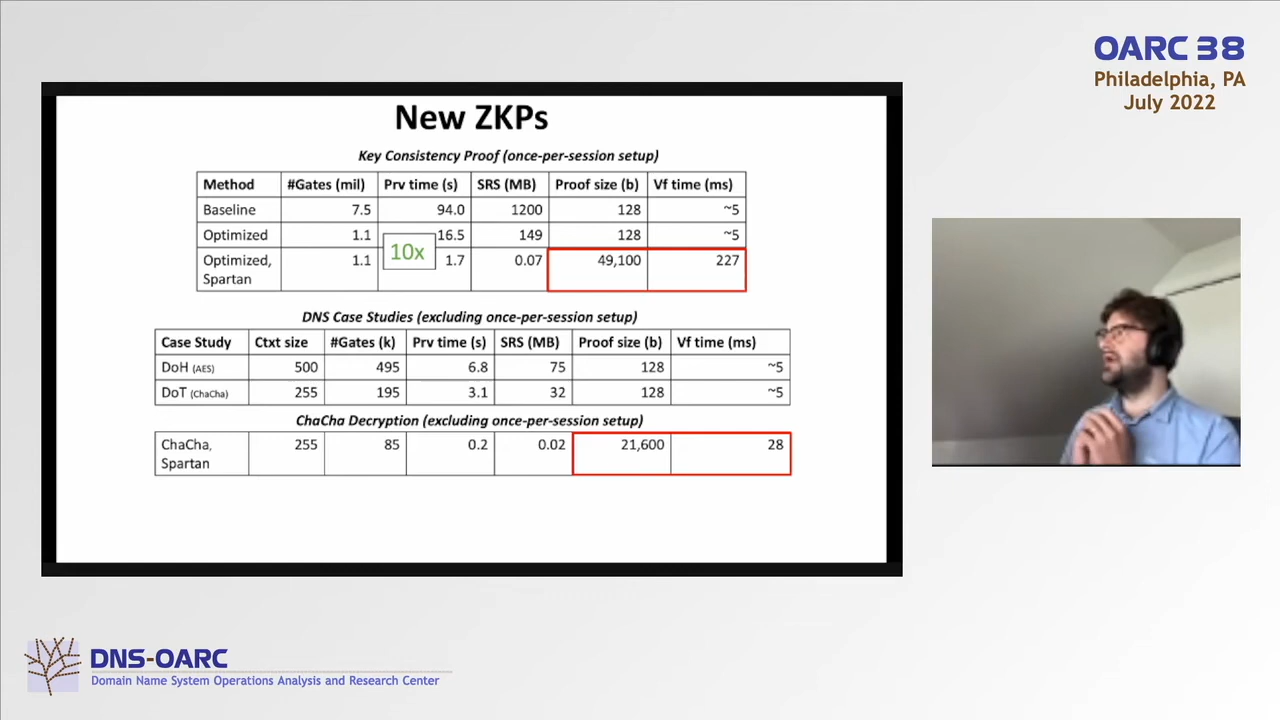 OARC 38
Philadelphia, PA
July 2022
New ZKPs
Key Consistency Proof (once-per-session setup)
Method #Gates (mil) Prv time (s) SRS (MB) Proof size (b) Vf time (ms)
Baseline 7.5 94.0 1200 128 ~5
Optimized 1.1 16.5 149 128 ~5
10x
Optimized, 1.1 1.7 0.07 49,100 227
Spartan
DNS Case Studies (excluding once-per-session setup)
Case Study Ctxt size #Gates (k) Prv time (s) SRS (MB) Proof size (b) Vf time (ms)
DoH (AES) 500 495 6.8 75 128 ~5
DoT (ChaCha) 255 195 3.1 32 128 ~5
ChaCha Decryption (excluding once-per-session setup)
ChaCha, 255 85 0.2 0.02 21,600 28
Spartan
DNS-OARC
Domain Name System Operations Analysis and Research Center